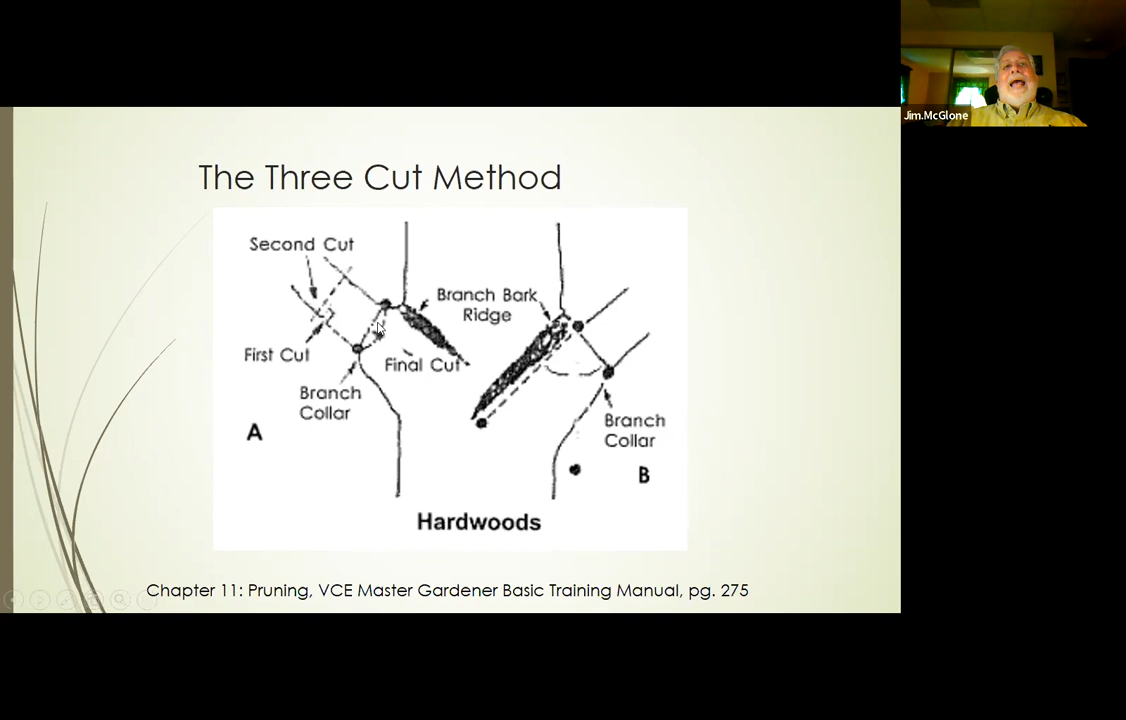 Jim.McGlone
The Three Cut Method
Second Cut
Branch Bark
Ridge
First Cut
Final Cut
Branch
Collar
Branch
Collar
A
B
Hardwoods
Chapter 11: Pruning, VCE Master Gardener Basic Training Manual, pg. 275